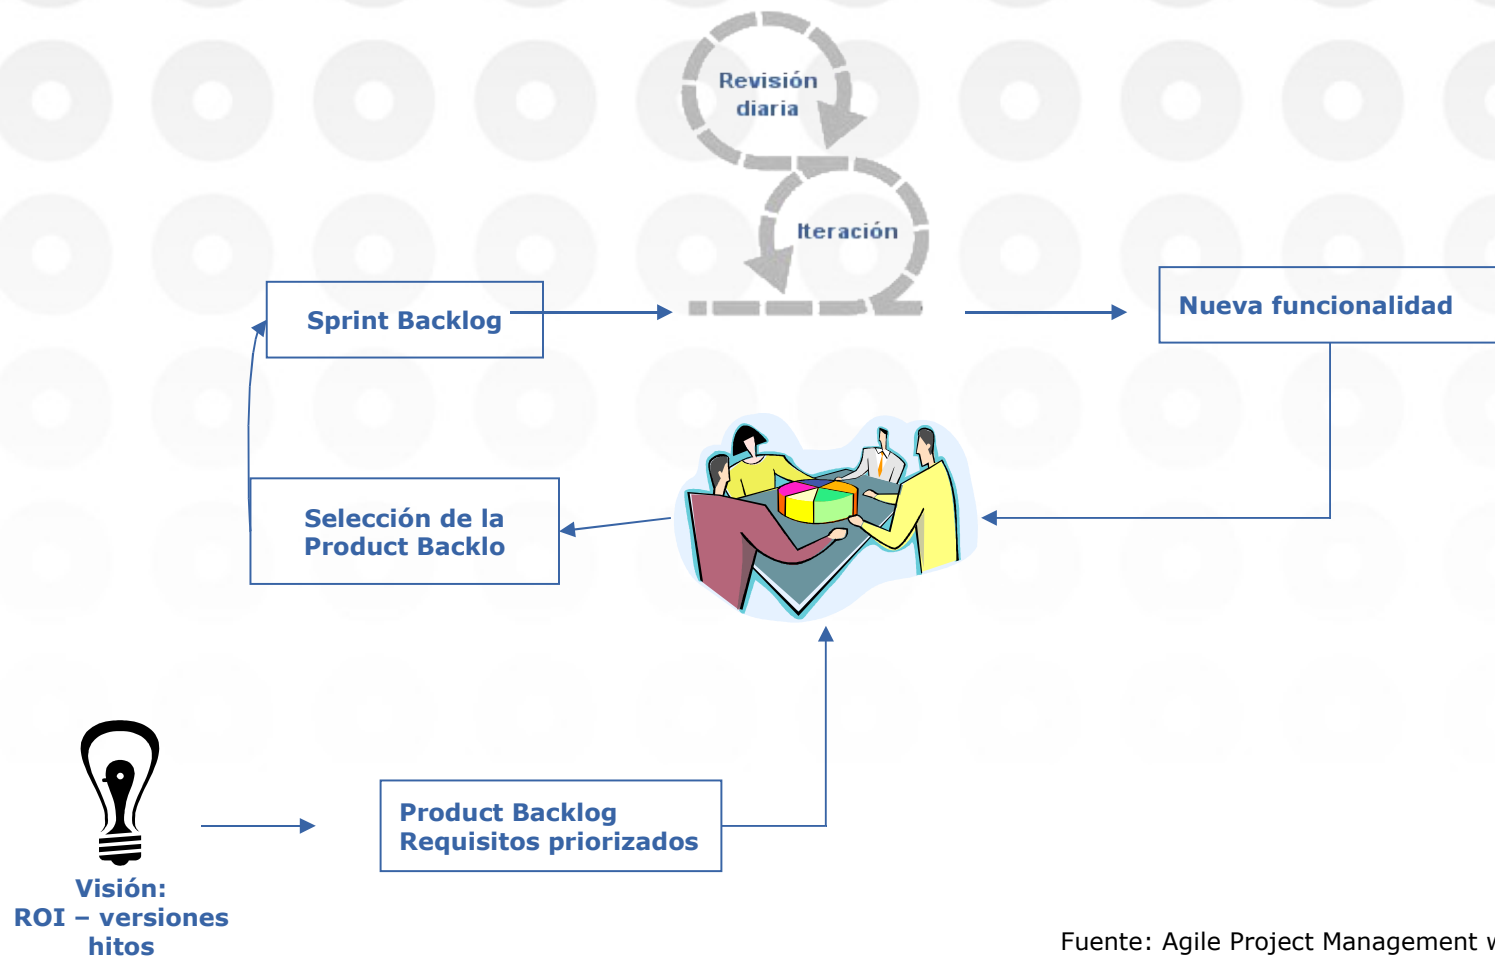 Revisión
diaria
Iteración
Sprint Backlog
Nueva funcionalidad
Selección de la
Product Backlo
Product Backlog
Requisitos priorizados
Visión:
ROI – versiones
hitos
Fuente: Agile Project Management